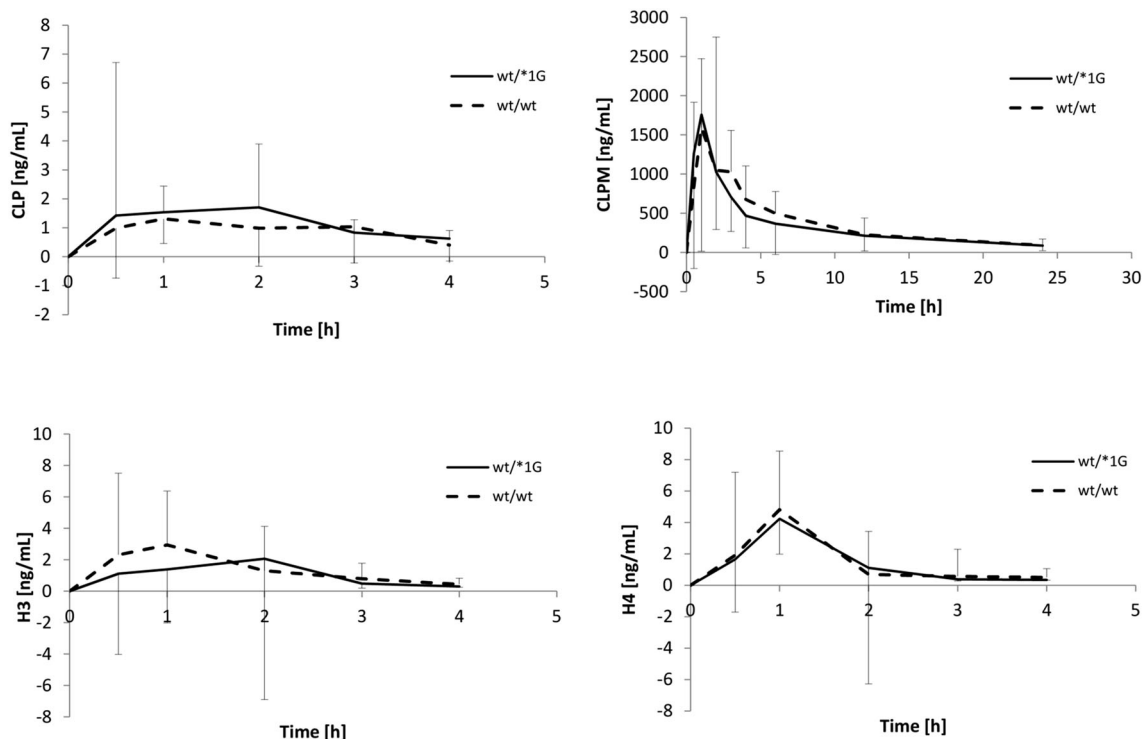 8
7
6
5
4
3
2
1
0
-1
-2
CLP [ng/mL]
0 1 2 3 4 5
Time [h]
wt/*1G
wt/wt
3000
2500
2000
1500
1000
500
0
-500
CLPM [ng/mL]
0 5 10 15 20 25 30
Time [h]
wt/*1G
wt/wt
10
8
6
4
2
0
-2
-4
-6
-8
H3 [ng/mL]
0 1 2 3 4 5
Time [h]
wt/*1G
wt/wt
10
8
6
4
2
0
-2
-4
-6
-8
H4 [ng/mL]
0 1 2 3 4 5
Time [h]
wt/*1G
wt/wt